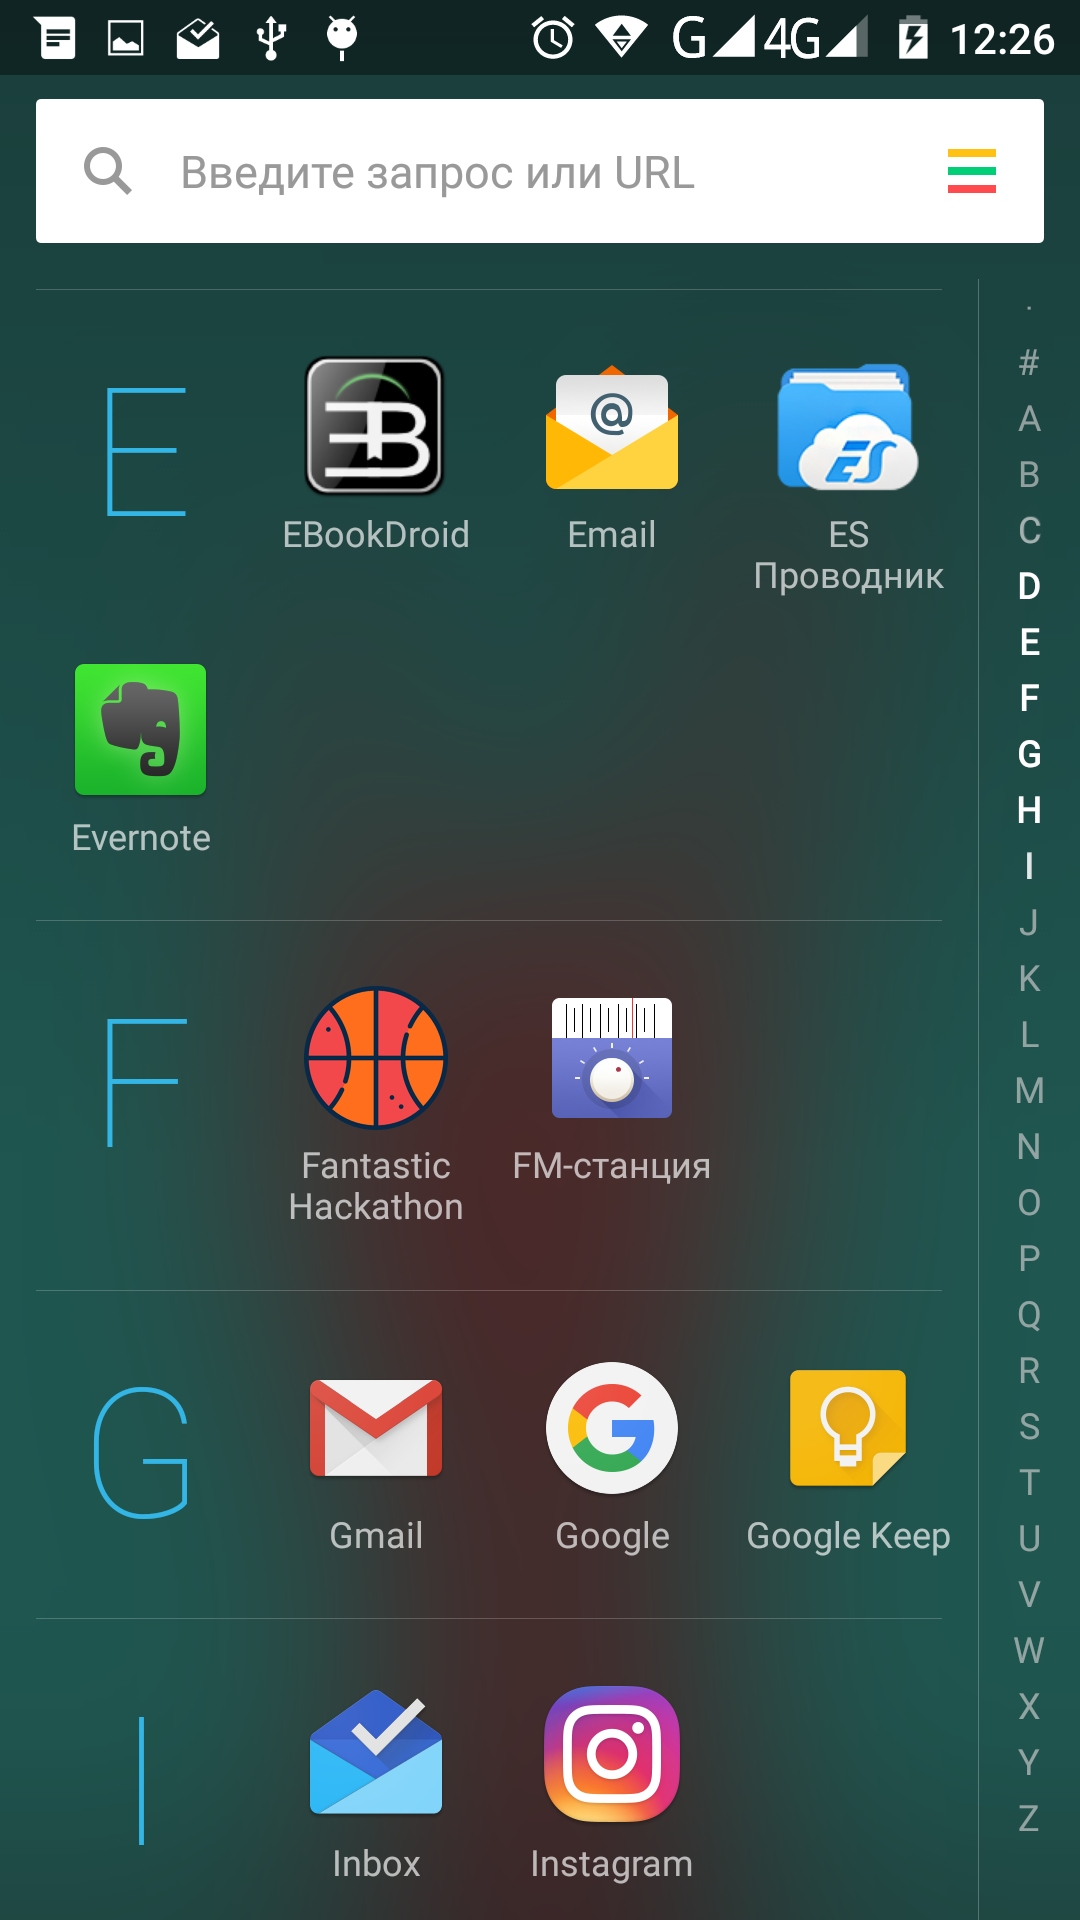 G 4G 12:26
Введите запрос или URL
E
EBookDroid
Email
ES
Проводник
Evernote
F
Fantastic
Hackathon
FM-станция
G
Gmail
Google
Google Keep
I
Inbox
Instagram
.
#
A
B
C
D
E
F
G
H
I
J
K
L
M
N
O
P
Q
R
S
T
U
V
W
X
Y
Z